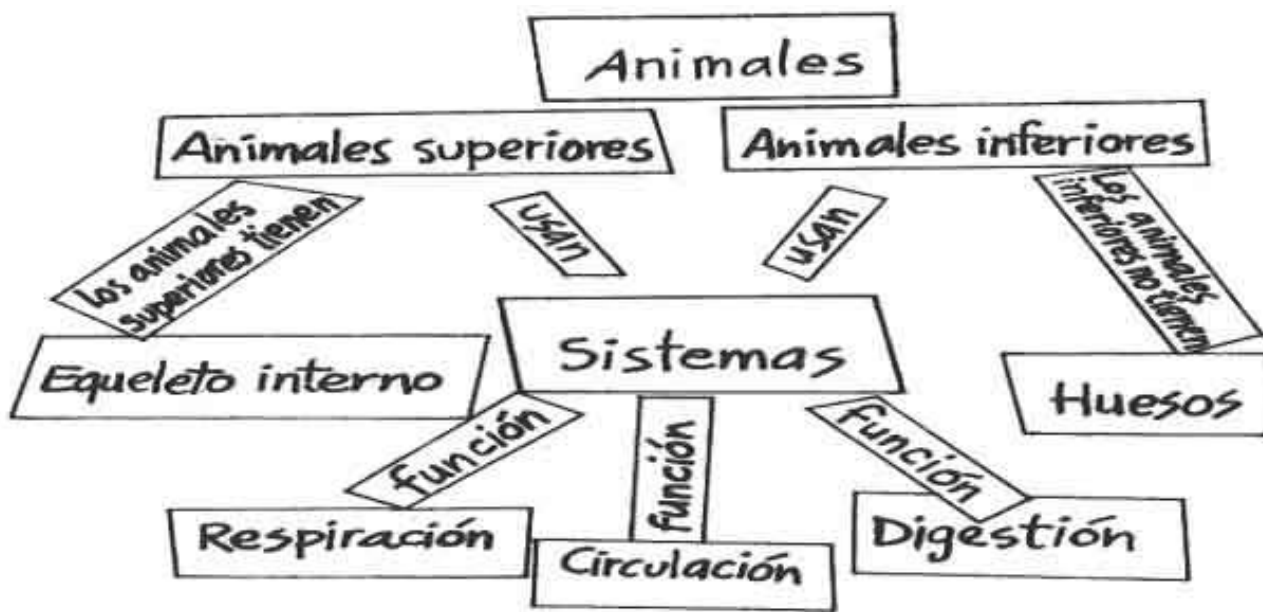 Animales
Animales superiores
Animales inferiores
los animales
superiores tienen
usan
usan
Los animales
inferiores no tienen
Equeleto interno
Sistemas
Huesos
función
función
función
Respiración
Circulación
Digestión